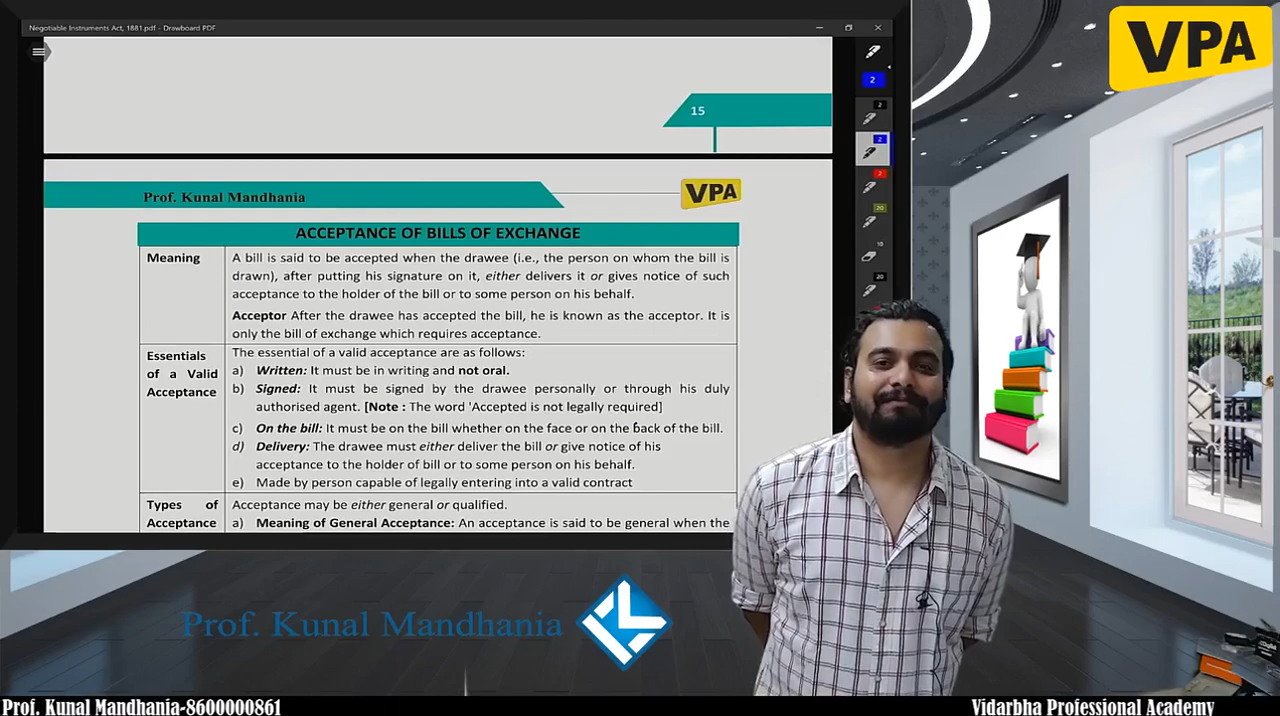 Negotiable Instruments Act, 1881.pdf - Drawboard PDF
VPA
2
2
15
2
2
Prof. Kunal Mandhania
VPA
20
ACCEPTANCE OF BILLS OF EXCHANGE
10
Meaning
A bill is said to be accepted when the drawee (i.e., the person on whom the bill is
drawn), after putting his signature on it, either delivers it or gives notice of such
20
acceptance to the holder of the bill or to some person on his behalf.
Acceptor After the drawee has accepted the bill, he is known as the acceptor. It is
only the bill of exchange which requires acceptance.
Essentials
of a Valid
Acceptance
The essential of a valid acceptance are as follows:
a) Written: It must be in writing and not oral.
b) Signed: It must be signed by the drawee personally or through his duly
authorised agent. [Note : The word 'Accepted is not legally required]
c) On the bill: It must be on the bill whether on the face or on the back of the bill.
d) Delivery: The drawee must either deliver the bill or give notice of his
acceptance to the holder of bill or to some person on his behalf.
e) Made by person capable of legally entering into a valid contract
Types of
Acceptance
Acceptance may be either general or qualified.
a) Meaning of General Acceptance: An acceptance is said to be general when the
Prof. Kunal Mandhania
Prof. Kunal Mandhania-8600000861
Vidarbha Professional Academy